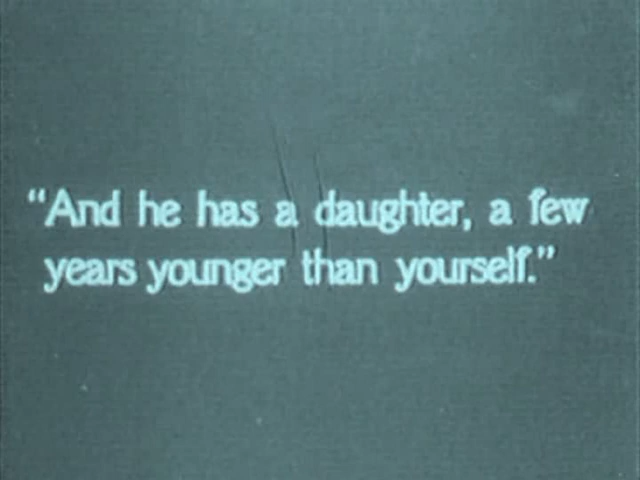 “And he has a daughter, a few
years younger than yourself.”